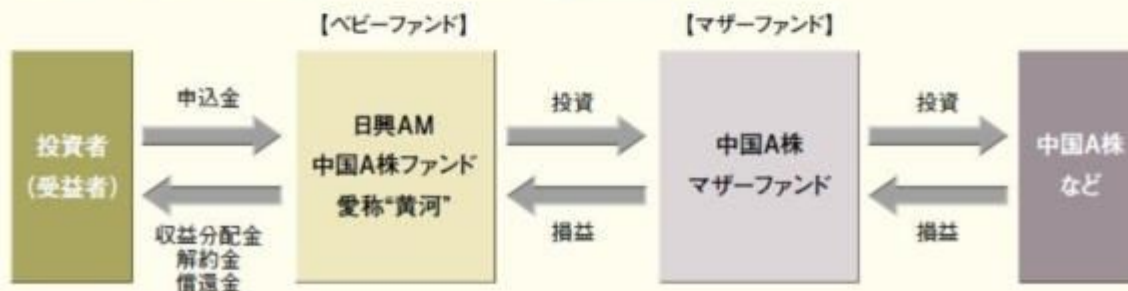 【ベビーファンド】
【マザーファンド】
投資者
(受益者)
申込金
収益分配金
解約金
償還金
日興AM
中国A株ファンド
愛称“黄河”
投資
損益
中国A株
マザーファンド
投資
損益
中国A株
など